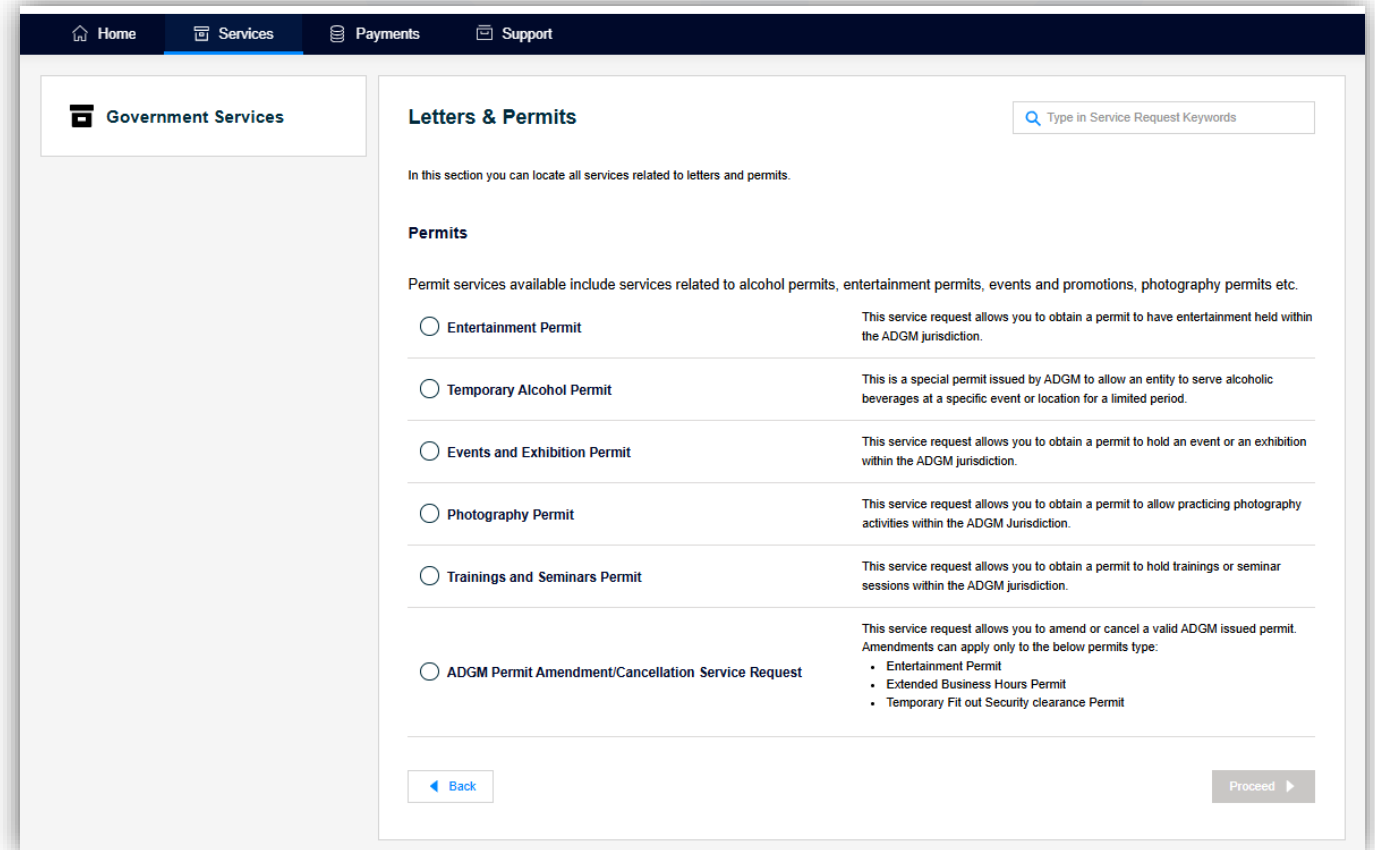 Home Services Payments Support
Government Services
Letters & Permits
Type in Service Request Keywords
In this section you can locate all services related to letters and permits.
Permits
Permit services available include services related to alcohol permits, entertainment permits, events and promotions, photography permits etc.
Entertainment Permit
This service request allows you to obtain a permit to have entertainment held within
the ADGM jurisdiction.
Temporary Alcohol Permit
This is a special permit issued by ADGM to allow an entity to serve alcoholic
beverages at a specific event or location for a limited period.
Events and Exhibition Permit
This service request allows you to obtain a permit to hold an event or an exhibition
within the ADGM jurisdiction.
Photography Permit
This service request allows you to obtain a permit to allow practicing photography
activities within the ADGM Jurisdiction.
Trainings and Seminars Permit
This service request allows you to obtain a permit to hold trainings or seminar
sessions within the ADGM jurisdiction.
ADGM Permit Amendment/Cancellation Service Request
This service request allows you to amend or cancel a valid ADGM issued permit.
Amendments can apply only to the below permits type:
• Entertainment Permit
• Extended Business Hours Permit
• Temporary Fit out Security clearance Permit
Back
Proceed